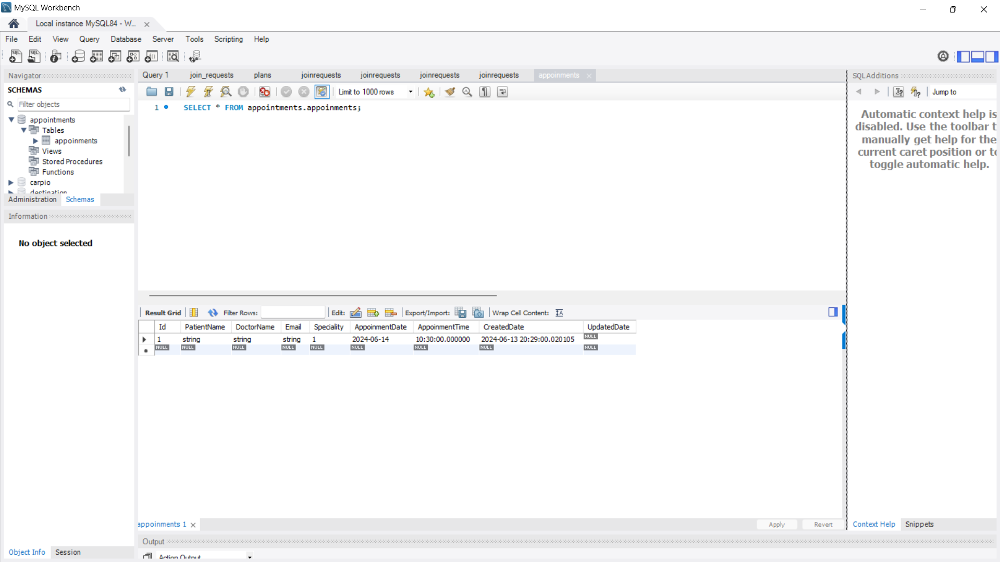 MySQL Workbench
Local instance MySQL84 - W...
File Edit View Query Database Server Tools Scripting Help
Navigator
SCHEMAS
Filter objects
appointments
Tables
appoinments
Views
Stored Procedures
Functions
carpio
destination
Administration Schemas
Information
No object selected
Object Info Session
Query 1 join_requests plans joinrequests joinrequests joinrequests joinrequests appoinments
Limit to 1000 rows
1 SELECT * FROM appointments.appoinments;
Result Grid Filter Rows: Edit: Export/Import: Wrap Cell Content:
Id PatientName DoctorName Email Speciality AppoinmentDate AppoinmentTime CreatedDate UpdatedDate
1 string string string 1 2024-06-14 10:30:00.000000 2024-06-13 20:29:00.020105 NULL
NULL NULL NULL NULL NULL NULL NULL NULL NULL
appoinments 1
Apply Revert
Output
Action Output
SQLAdditions
Jump to
Automatic context help is
disabled. Use the toolbar t
manually get help for the
current caret position or to
toggle automatic help.
Context Help Snippets